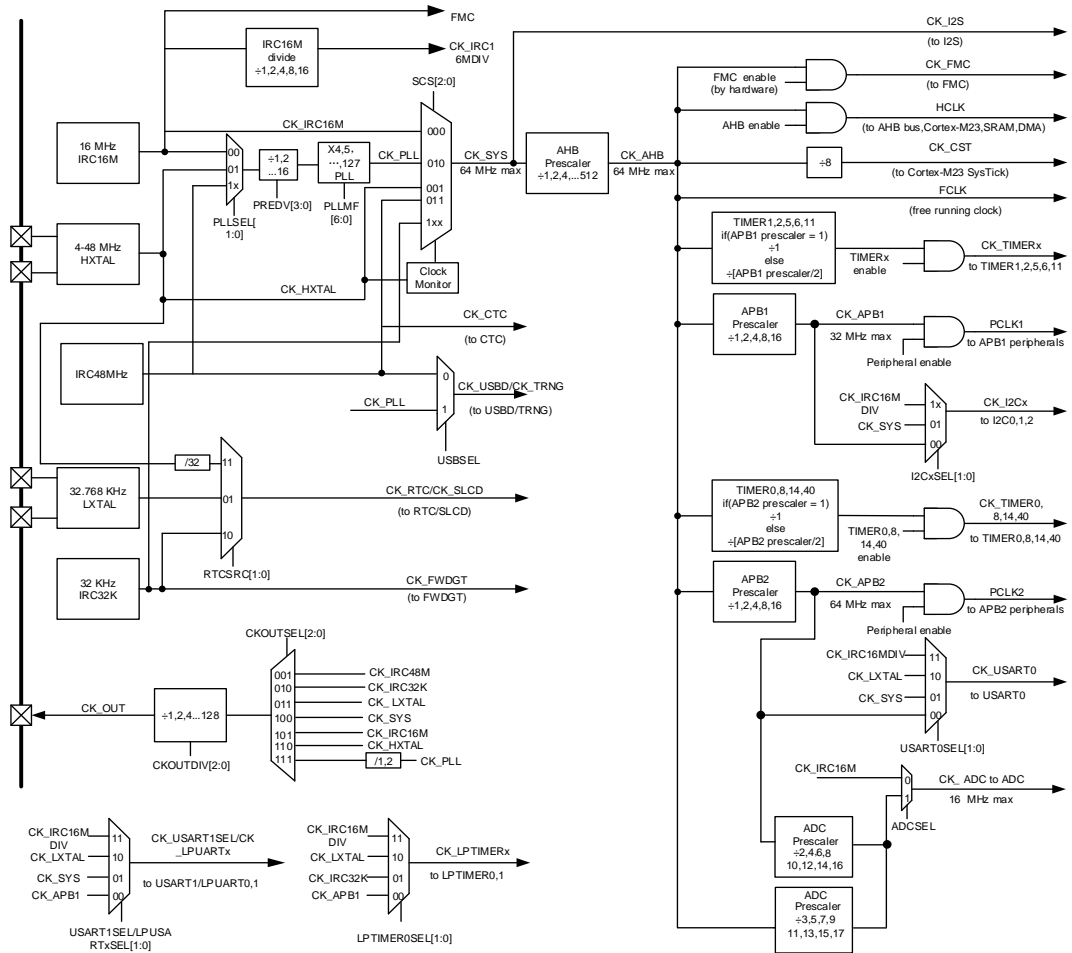 FMC
IRC16M
divide
÷1,2,4,8,16
CK_IRC1
6MDIV
SCS[2:0]
16 MHz
IRC16M
CK_IRC16M
00
01
1x
PLLSEL[
1:0]
÷1,2
...16
PREDV[3:0]
X4,5,
…,127
PLL
PLLMF
[6:0]
CK_PLL
000
010
001
011
1xx
CK_SYS
64 MHz max
AHB
Prescaler
÷1,2,4,...512
CK_AHB
64 MHz max
4-48 MHz
HXTAL
CK_HXTAL
Clock
Monitor
CK_CTC
(to CTC)
IRC48MHz
CK_PLL
0
1
USBSEL
CK_USBD/CK_TRNG
(to USBD/TRNG)
/32
11
01
10
RTCSRC[1:0]
32.768 KHz
LXTAL
CK_RTC/CK_SLCD
(to RTC/SLCD)
32 KHz
IRC32K
CK_FWDGT
(to FWDGT)
CKOUTSEL[2:0]
CK_OUT
÷1,2,4...128
CKOUTDIV[2:0]
001
010
011
100
101
110
111
CK_IRC48M
CK_IRC32K
CK_ LXTAL
CK_SYS
CK_IRC16M
CK_HXTAL
/1,2
CK_PLL
CK_IRC16M
DIV
CK_LXTAL
CK_SYS
CK_APB1
11
10
01
00
CK_USART1SEL/CK
_LPUARTx
to USART1/LPUART0,1
USART1SEL/LPUSA
RTxSEL[1:0]
CK_IRC16M
DIV
CK_LXTAL
CK_IRC32K
CK_APB1
11
10
01
00
CK_LPTIMERx
to LPTIMER0,1
LPTIMER0SEL[1:0]
CK_I2S
(to I2S)
FMC enable
(by hardware)
CK_FMC
(to FMC)
AHB enable
HCLK
(to AHB bus,Cortex-M23,SRAM,DMA)
÷8
CK_CST
(to Cortex-M23 SysTick)
FCLK
(free running clock)
TIMER1,2,5,6,11
if(APB1 prescaler = 1)
÷1
else
÷[APB1 prescaler/2]
TIMERx
enable
CK_TIMERx
to TIMER1,2,5,6,11
APB1
Prescaler
÷1,2,4,8,16
CK_APB1
32 MHz max
Peripheral enable
PCLK1
to APB1 peripherals
CK_IRC16M
DIV
CK_SYS
1x
01
00
I2CxSEL[1:0]
CK_I2Cx
to I2C0,1,2
TIMER0,8,14,40
if(APB2 prescaler = 1)
÷1
else
÷[APB2 prescaler/2]
TIMER0,8,
14,40
enable
CK_TIMER0,
8,14,40
to TIMER0,8,14,40
APB2
Prescaler
÷1,2,4,8,16
CK_APB2
64 MHz max
Peripheral enable
PCLK2
to APB2 peripherals
CK_IRC16MDIV
CK_LXTAL
CK_SYS
11
10
01
00
USART0SEL[1:0]
CK_USART0
to USART0
CK_IRC16M
0
1
ADCSEL
CK_ ADC to ADC
16 MHz max
ADC
Prescaler
÷2,4,6,8
10,12,14,16
ADC
Prescaler
÷3,5,7,9
11,13,15,17